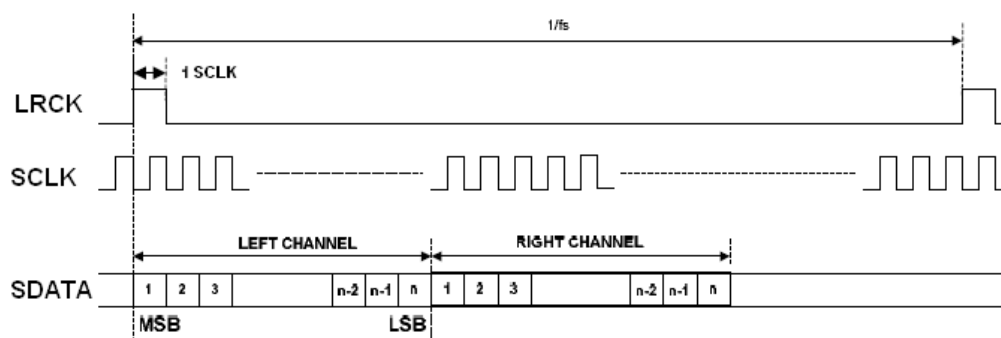 1/fs
1 SCLK
LRCK
SCLK
LEFT CHANNEL
RIGHT CHANNEL
SDATA
1 2 3 n-2 n-1 n 1 2 3 n-2 n-1 n
MSB LSB